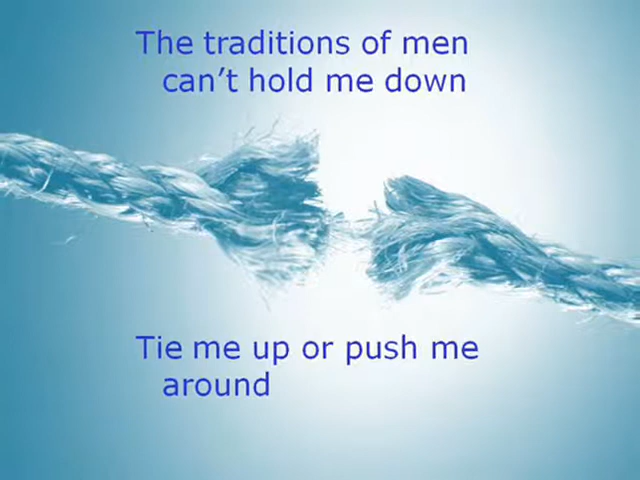 The traditions of men
can’t hold me down
Tie me up or push me
around